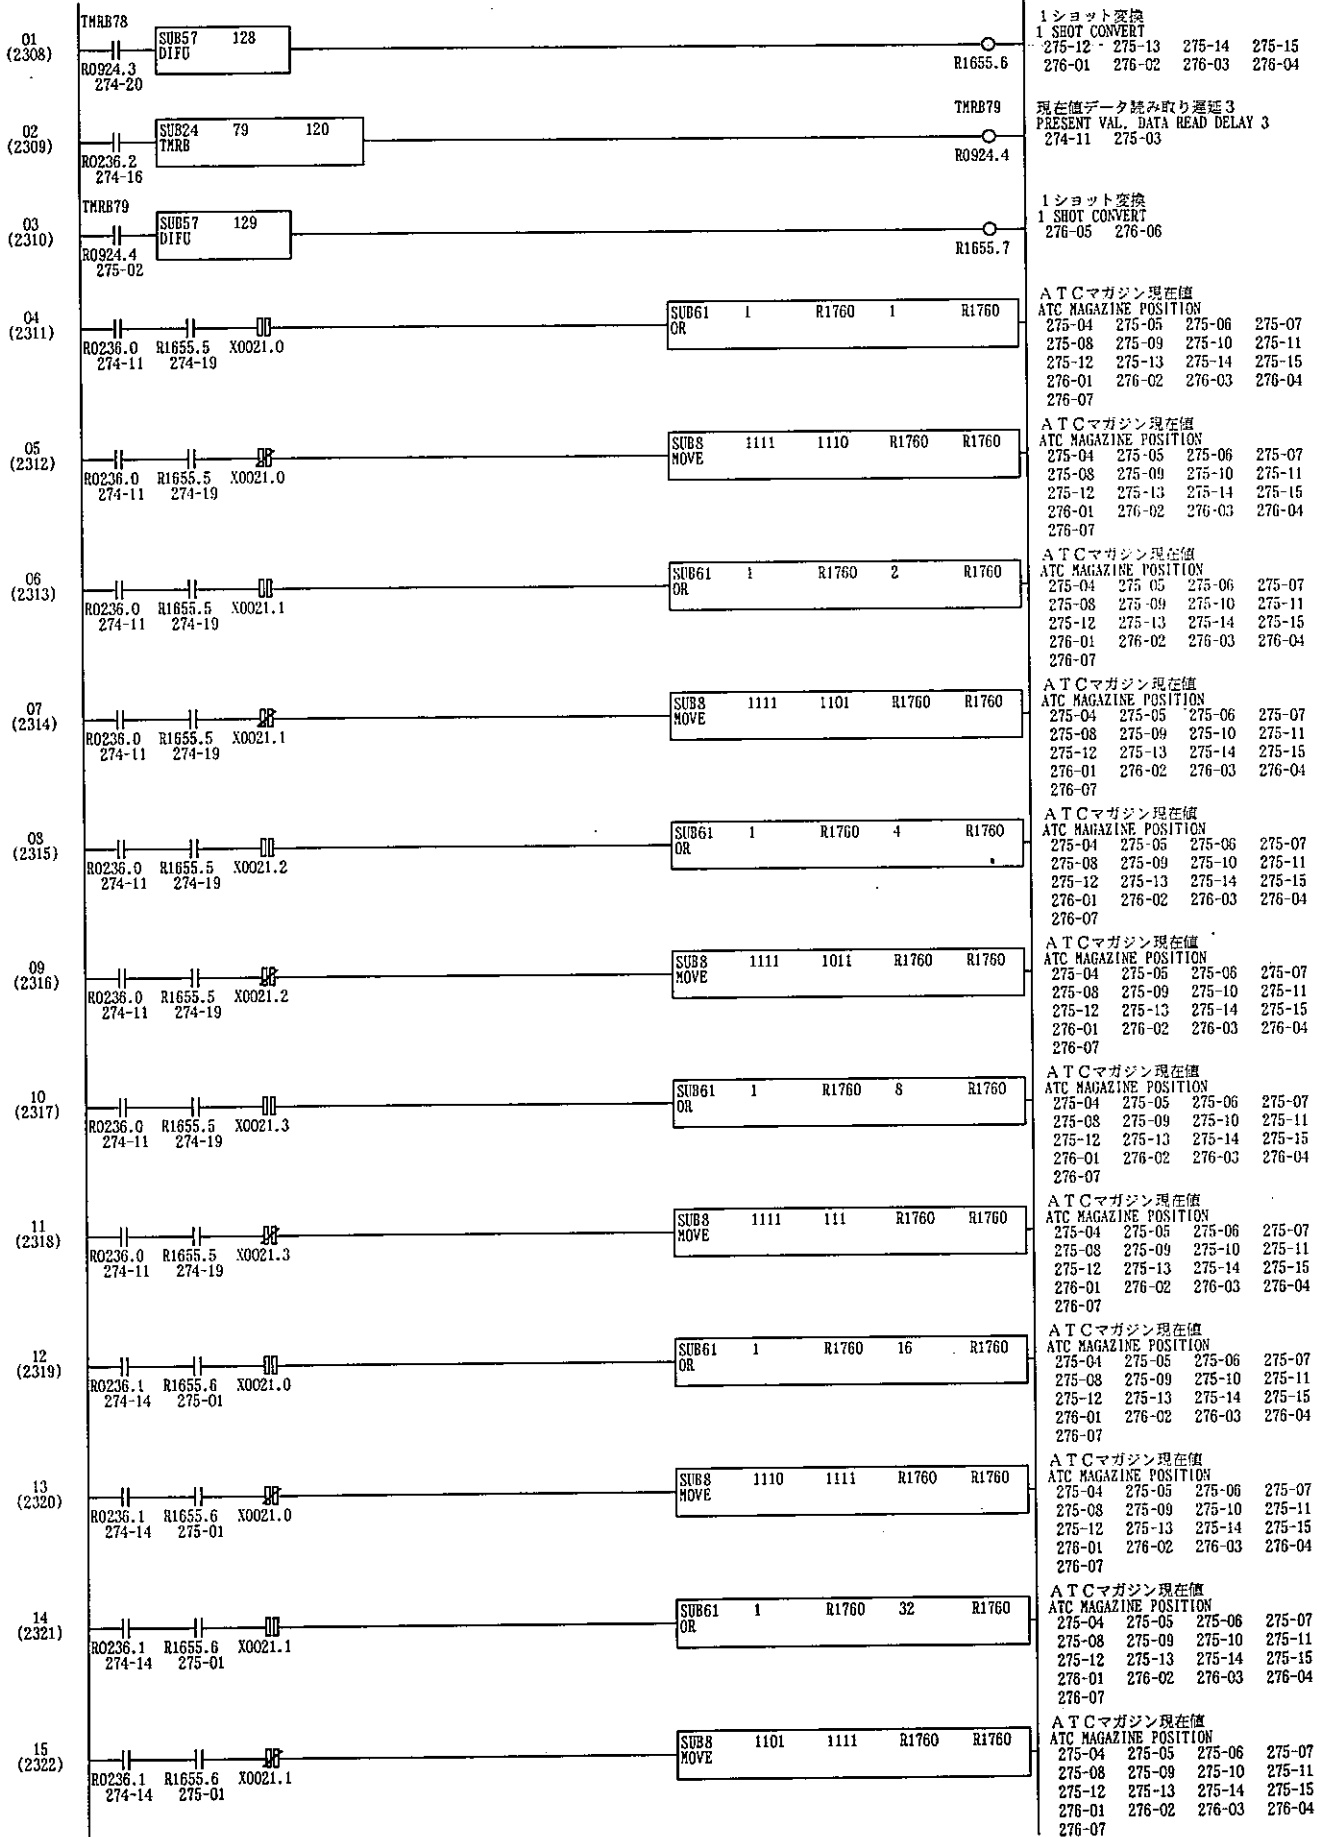 TMRB78
01
(2308)
SUB57 128
DIFU
R0924.3
274-20
R1655.6
1ショット変換
1 SHOT CONVERT
275-12 275-13 275-14 275-15
276-01 276-02 276-03 276-04
02
(2309)
SUB24 79 120
TMRB
R0236.2
274-16
TMRB79
R0924.4
現在値データ読み取り遅延3
PRESENT VAL. DATA READ DELAY 3
274-11 275-03
TMRB79
03
(2310)
SUB57 129
DIFU
R0924.4
275-02
R1655.7
1ショット変換
1 SHOT CONVERT
276-05 276-06
04
(2311)
R0236.0 R1655.5 X0021.0
274-11 274-19
SUB61 1 R1760 1 R1760
OR
ATCマガジン現在値
ATC MAGAZINE POSITION
275-04 275-05 275-06 275-07
275-08 275-09 275-10 275-11
275-12 275-13 275-14 275-15
276-01 276-02 276-03 276-04
276-07
05
(2312)
R0236.0 R1655.5 X0021.0
274-11 274-19
SUB8 1111 1110 R1760 R1760
MOVE
ATCマガジン現在値
ATC MAGAZINE POSITION
275-04 275-05 275-06 275-07
275-08 275-09 275-10 275-11
275-12 275-13 275-14 275-15
276-01 276-02 276-03 276-04
276-07
06
(2313)
R0236.0 R1655.5 X0021.1
274-11 274-19
SUB61 1 R1760 2 R1760
OR
ATCマガジン現在値
ATC MAGAZINE POSITION
275-04 275-05 275-06 275-07
275-08 275-09 275-10 275-11
275-12 275-13 275-14 275-15
276-01 276-02 276-03 276-04
276-07
07
(2314)
R0236.0 R1655.5 X0021.1
274-11 274-19
SUB8 1111 1101 R1760 R1760
MOVE
ATCマガジン現在値
ATC MAGAZINE POSITION
275-04 275-05 275-06 275-07
275-08 275-09 275-10 275-11
275-12 275-13 275-14 275-15
276-01 276-02 276-03 276-04
276-07
08
(2315)
R0236.0 R1655.5 X0021.2
274-11 274-19
SUB61 1 R1760 4 R1760
OR
ATCマガジン現在値
ATC MAGAZINE POSITION
275-04 275-05 275-06 275-07
275-08 275-09 275-10 275-11
275-12 275-13 275-14 275-15
276-01 276-02 276-03 276-04
276-07
09
(2316)
R0236.0 R1655.5 X0021.2
274-11 274-19
SUB8 1111 1011 R1760 R1760
MOVE
ATCマガジン現在値
ATC MAGAZINE POSITION
275-04 275-05 275-06 275-07
275-08 275-09 275-10 275-11
275-12 275-13 275-14 275-15
276-01 276-02 276-03 276-04
276-07
10
(2317)
R0236.0 R1655.5 X0021.3
274-11 274-19
SUB61 1 R1760 8 R1760
OR
ATCマガジン現在値
ATC MAGAZINE POSITION
275-04 275-05 275-06 275-07
275-08 275-09 275-10 275-11
275-12 275-13 275-14 275-15
276-01 276-02 276-03 276-04
276-07
11
(2318)
R0236.0 R1655.5 X0021.3
274-11 274-19
SUB8 1111 111 R1760 R1760
MOVE
ATCマガジン現在値
ATC MAGAZINE POSITION
275-04 275-05 275-06 275-07
275-08 275-09 275-10 275-11
275-12 275-13 275-14 275-15
276-01 276-02 276-03 276-04
276-07
12
(2319)
R0236.1 R1655.6 X0021.0
274-14 275-01
SUB61 1 R1760 16 R1760
OR
ATCマガジン現在値
ATC MAGAZINE POSITION
275-04 275-05 275-06 275-07
275-08 275-09 275-10 275-11
275-12 275-13 275-14 275-15
276-01 276-02 276-03 276-04
276-07
13
(2320)
R0236.1 R1655.6 X0021.0
274-14 275-01
SUB8 1110 1111 R1760 R1760
MOVE
ATCマガジン現在値
ATC MAGAZINE POSITION
275-04 275-05 275-06 275-07
275-08 275-09 275-10 275-11
275-12 275-13 275-14 275-15
276-01 276-02 276-03 276-04
276-07
14
(2321)
R0236.1 R1655.6 X0021.1
274-14 275-01
SUB61 1 R1760 32 R1760
OR
ATCマガジン現在値
ATC MAGAZINE POSITION
275-04 275-05 275-06 275-07
275-08 275-09 275-10 275-11
275-12 275-13 275-14 275-15
276-01 276-02 276-03 276-04
276-07
15
(2322)
R0236.1 R1655.6 X0021.1
274-14 275-01
SUB8 1101 1111 R1760 R1760
MOVE
ATCマガジン現在値
ATC MAGAZINE POSITION
275-04 275-05 275-06 275-07
275-08 275-09 275-10 275-11
275-12 275-13 275-14 275-15
276-01 276-02 276-03 276-04
276-07